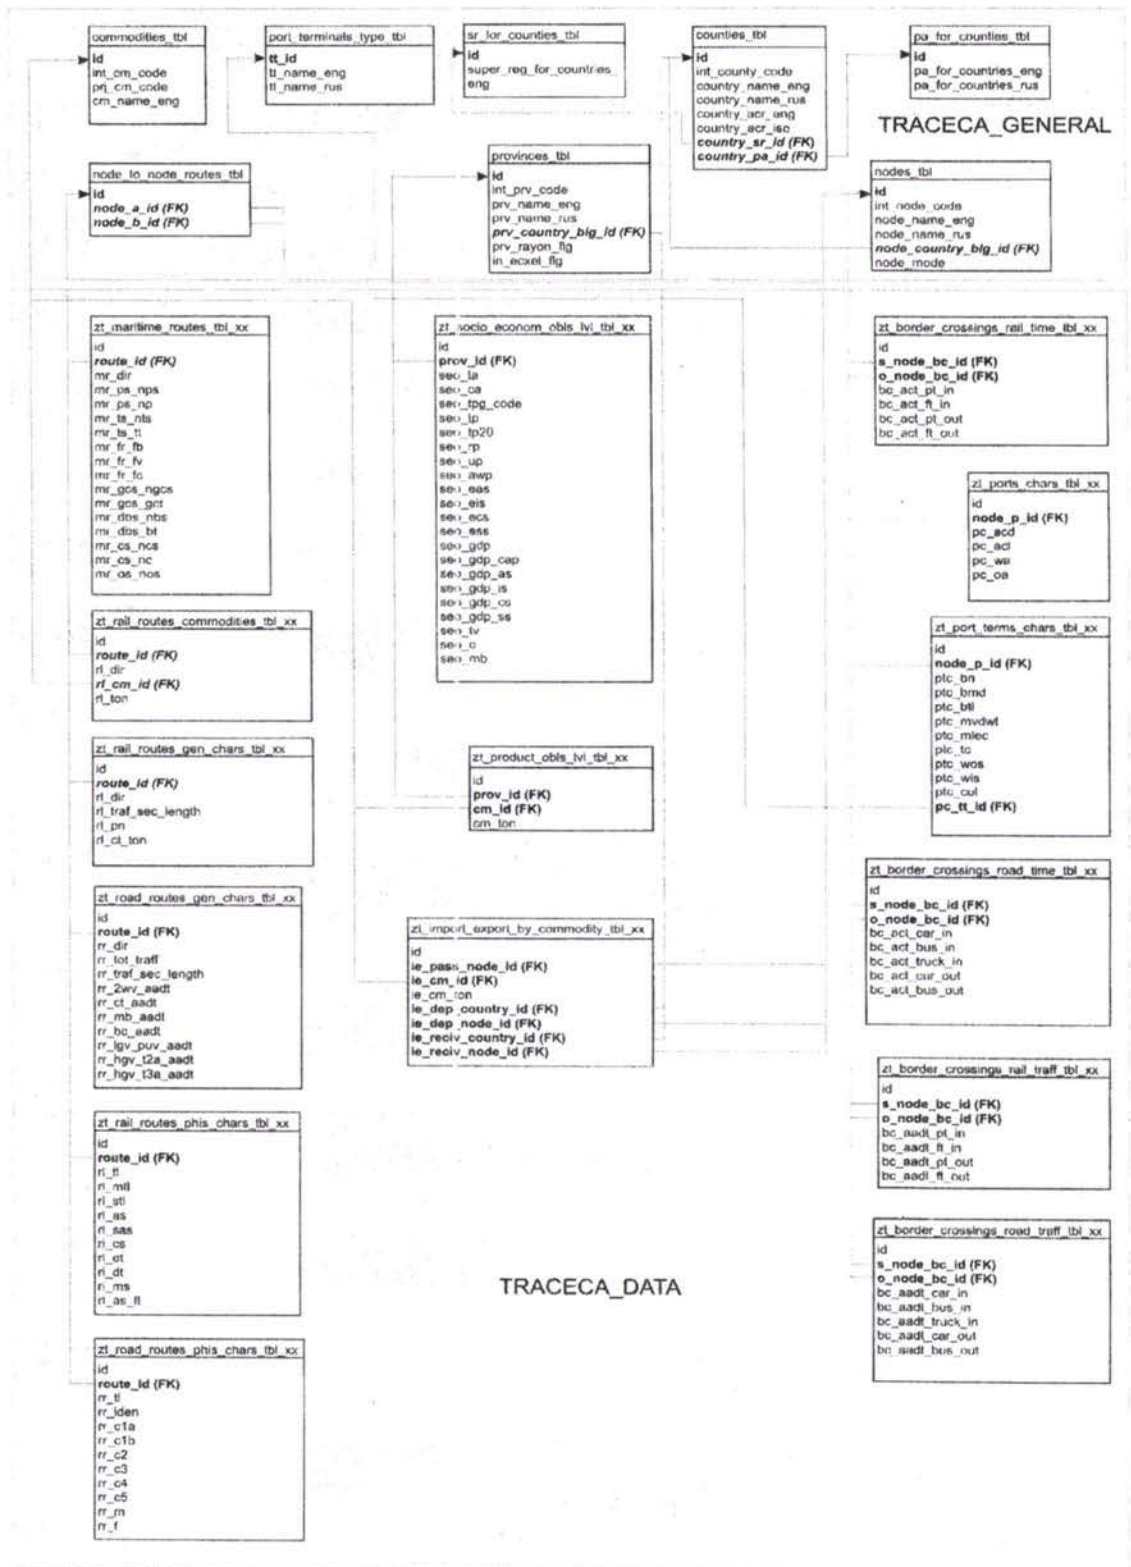 commodities_tbl
id
int_cm_code
prj_cm_code
cm_name_eng
port_terminals_type_tbl
tt_id
tt_name_eng
tt_name_rus
sr_for_counties_tbl
id
super_reg_for_countries_
eng
counties_tbl
id
int_county_code
country_name_eng
country_name_rus
country_acr_eng
country_acr_iso
country_sr_id (FK)
country_pa_id (FK)
pa_for_counties_tbl
id
pa_for_countries_eng
pa_for_countries_rus
TRACECA_GENERAL
node_to_node_routes_tbl
id
node_a_id (FK)
node_b_id (FK)
provinces_tbl
id
int_prv_code
prv_name_eng
prv_name_rus
prv_country_blg_id (FK)
prv_rayon_flg
in_ecxel_flg
nodes_tbl
id
int_node_code
node_name_eng
node_name_rus
node_country_blg_id (FK)
node_mode
zt_maritime_routes_tbl_xx
id
route_id (FK)
mr_dir
mr_ps_nps
mr_ps_np
mr_ts_nts
mr_ts_tt
mr_fr_fb
mr_fr_fv
mr_fr_fc
mr_gcs_ngcs
mr_gcs_gct
mr_dbs_nbs
mr_dbs_bt
mr_cs_ncs
mr_cs_nc
mr_os_nos
zt_rail_routes_commodities_tbl_xx
id
route_id (FK)
rl_dir
rl_cm_id (FK)
rl_ton
zt_rail_routes_gen_chars_tbl_xx
id
route_id (FK)
rl_dir
rl_traf_sec_length
rl_pn
rl_ct_ton
zt_road_routes_gen_chars_tbl_xx
id
route_id (FK)
rr_dir
rr_tot_traff
rr_traf_sec_length
rr_2wv_aadt
rr_ct_aadt
rr_mb_aadt
rr_bc_aadt
rr_lgv_puv_aadt
rr_hgv_t2a_aadt
rr_hgv_t3a_aadt
zt_rail_routes_phis_chars_tbl_xx
id
route_id (FK)
rl_tl
rl_mtl
rl_stl
rl_as
rl_sas
rl_cs
rl_et
rl_dt
rl_ms
rl_as_fl
zt_road_routes_phis_chars_tbl_xx
id
route_id (FK)
rr_tl
rr_iden
rr_c1a
rr_c1b
rr_c2
rr_c3
rr_c4
rr_c5
rr_m
rr_f
zt_socio_econom_obls_lvl_tbl_xx
id
prov_id (FK)
seo_ta
seo_ca
seo_tpg_code
seo_tp
seo_tp20
seo_rp
seo_up
seo_awp
seo_eas
seo_eis
seo_ecs
seo_ess
seo_gdp
seo_gdp_cap
seo_gdp_as
seo_gdp_is
seo_gdp_cs
seo_gdp_ss
seo_tv
seo_c
seo_mb
zt_product_obls_lvl_tbl_xx
id
prov_id (FK)
cm_id (FK)
cm_ton
zt_import_export_by_commodity_tbl_xx
id
ie_pass_node_id (FK)
ie_cm_id (FK)
ie_cm_ton
ie_dep_country_id (FK)
ie_dep_node_id (FK)
ie_reciv_country_id (FK)
ie_reciv_node_id (FK)
TRACECA_DATA
zt_border_crossings_rail_time_tbl_xx
id
s_node_bc_id (FK)
o_node_bc_id (FK)
bc_act_pt_in
bc_act_ft_in
bc_act_pt_out
bc_act_ft_out
zt_ports_chars_tbl_xx
id
node_p_id (FK)
pc_acd
pc_acl
pc_wa
pc_oa
zt_port_terms_chars_tbl_xx
id
node_p_id (FK)
ptc_bn
ptc_bmd
ptc_btl
ptc_mvdwt
ptc_mlec
ptc_tc
ptc_wos
ptc_wis
ptc_cul
pc_tt_id (FK)
zt_border_crossings_road_time_tbl_xx
id
s_node_bc_id (FK)
o_node_bc_id (FK)
bc_act_car_in
bc_act_bus_in
bc_act_truck_in
bc_act_car_out
bc_act_bus_out
zt_border_crossings_rail_traff_tbl_xx
id
s_node_bc_id (FK)
o_node_bc_id (FK)
bc_aadt_pt_in
bc_aadt_ft_in
bc_aadt_pt_out
bc_aadt_ft_out
zt_border_crossings_road_traff_tbl_xx
id
s_node_bc_id (FK)
o_node_bc_id (FK)
bc_aadt_car_in
bc_aadt_bus_in
bc_aadt_truck_in
bc_aadt_car_out
bc_aadt_bus_out